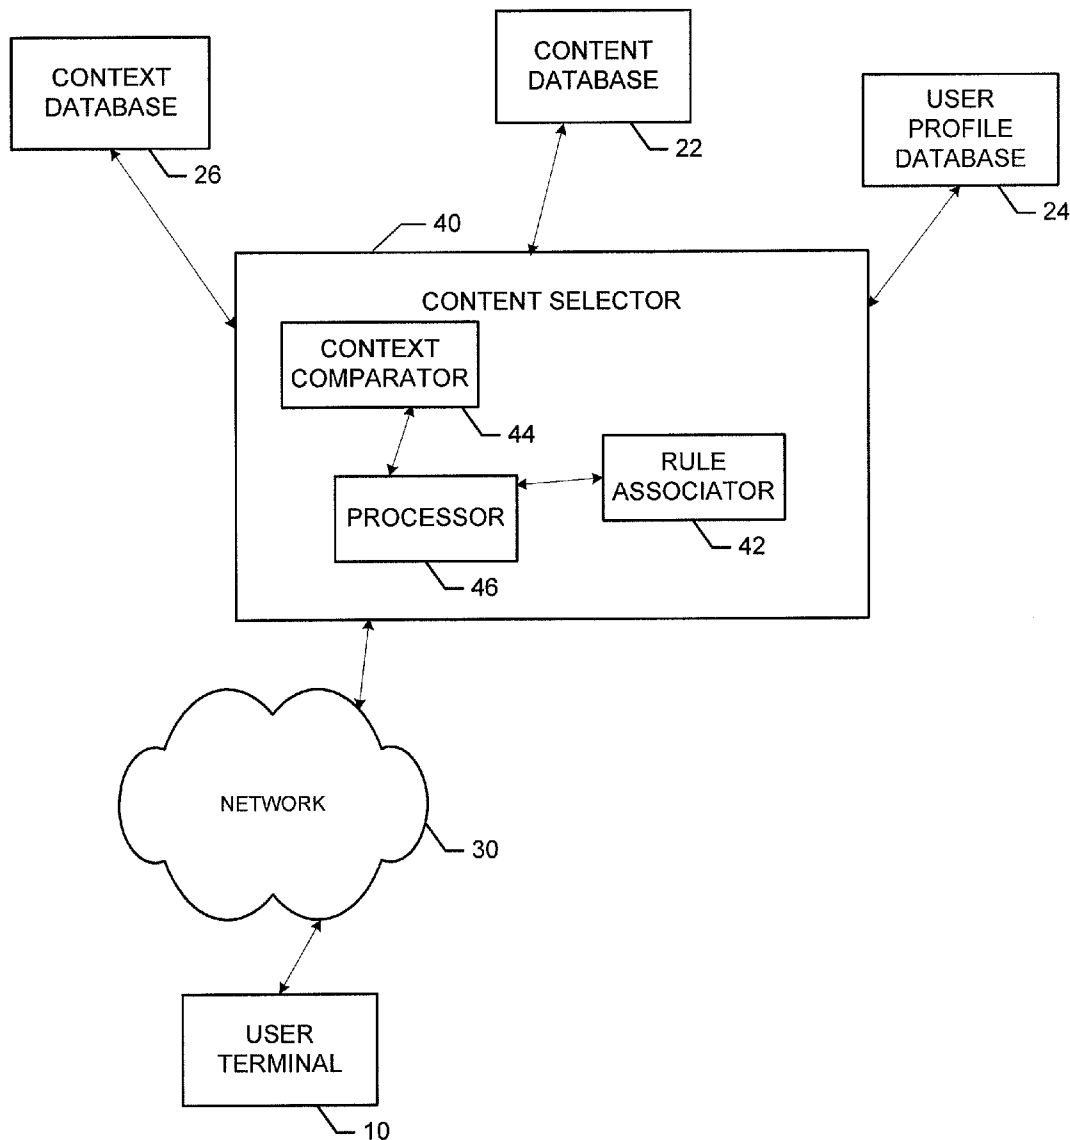 CONTEXT
DATABASE
26
CONTENT
DATABASE
22
USER
PROFILE
DATABASE
24
40
CONTENT SELECTOR
CONTEXT
COMPARATOR
44
RULE
ASSOCIATOR
42
PROCESSOR
46
NETWORK
30
USER
TERMINAL
10